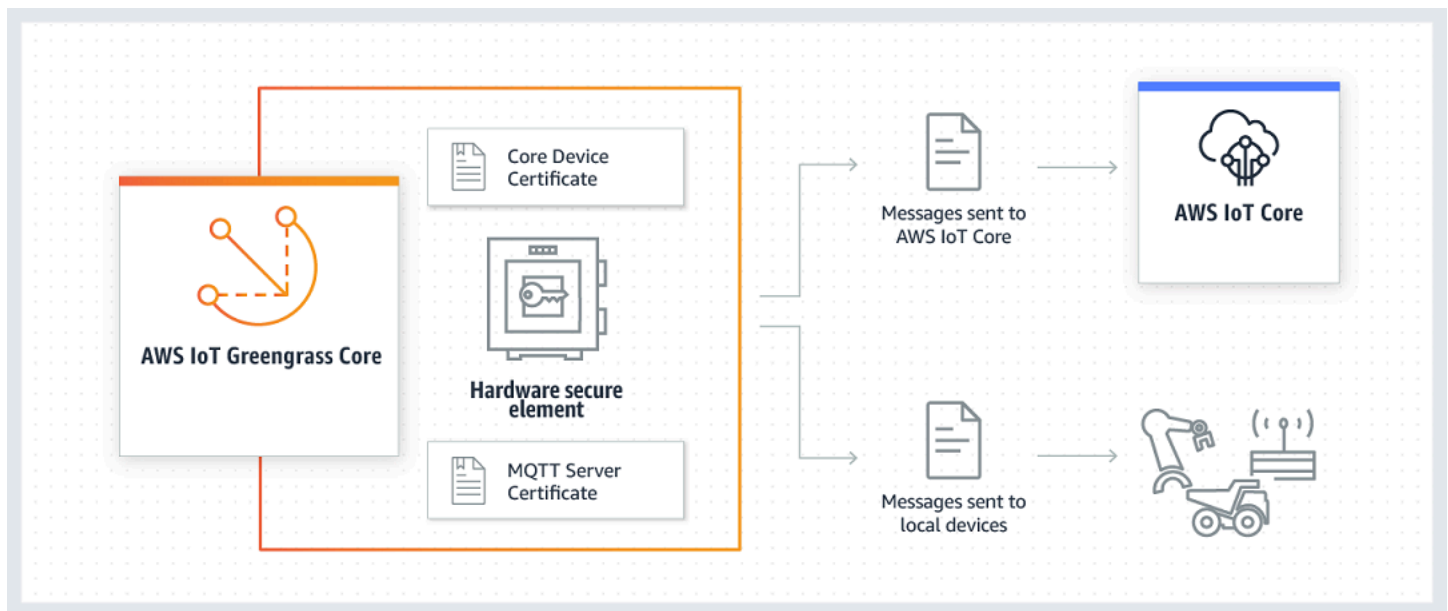 Core Device
Certificate
AWS IoT Greengrass Core
Hardware secure
element
MQTT Server
Certificate
Messages sent to
AWS IoT Core
AWS IoT Core
Messages sent to
local devices